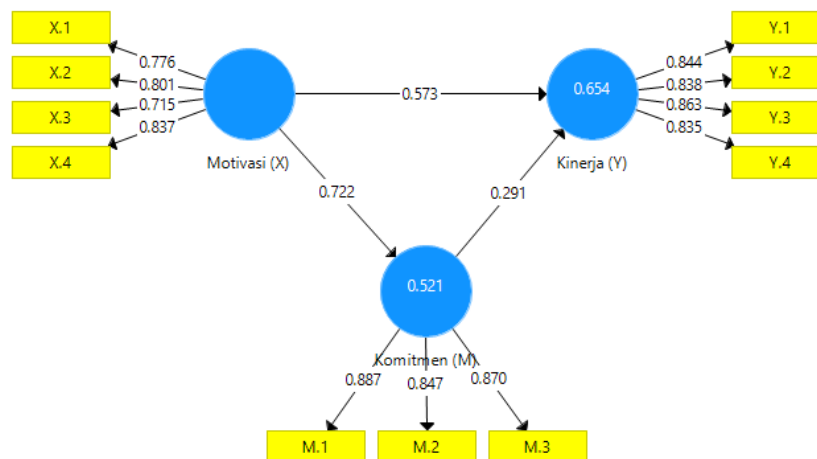 X.1
X.2
X.3
X.4
0.776
0.801
0.715
0.837
Motivasi (X)
0.573
0.654
Kinerja (Y)
0.844
0.838
0.863
0.835
Y.1
Y.2
Y.3
Y.4
0.722
0.291
0.521
Komitmen (M)
0.887
0.847
0.870
M.1
M.2
M.3